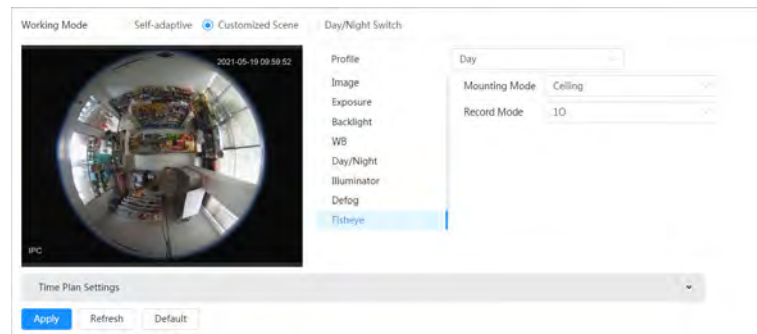 Working Mode Self-adaptive Customized Scene Day/Night Switch
2021-05-19 09:59:52
IPC
Profile Day
Image
Exposure
Backlight
WB
Day/Night
Illuminator
Defog
Fisheye
Mounting Mode Ceiling
Record Mode 1O
Time Plan Settings
Apply Refresh Default